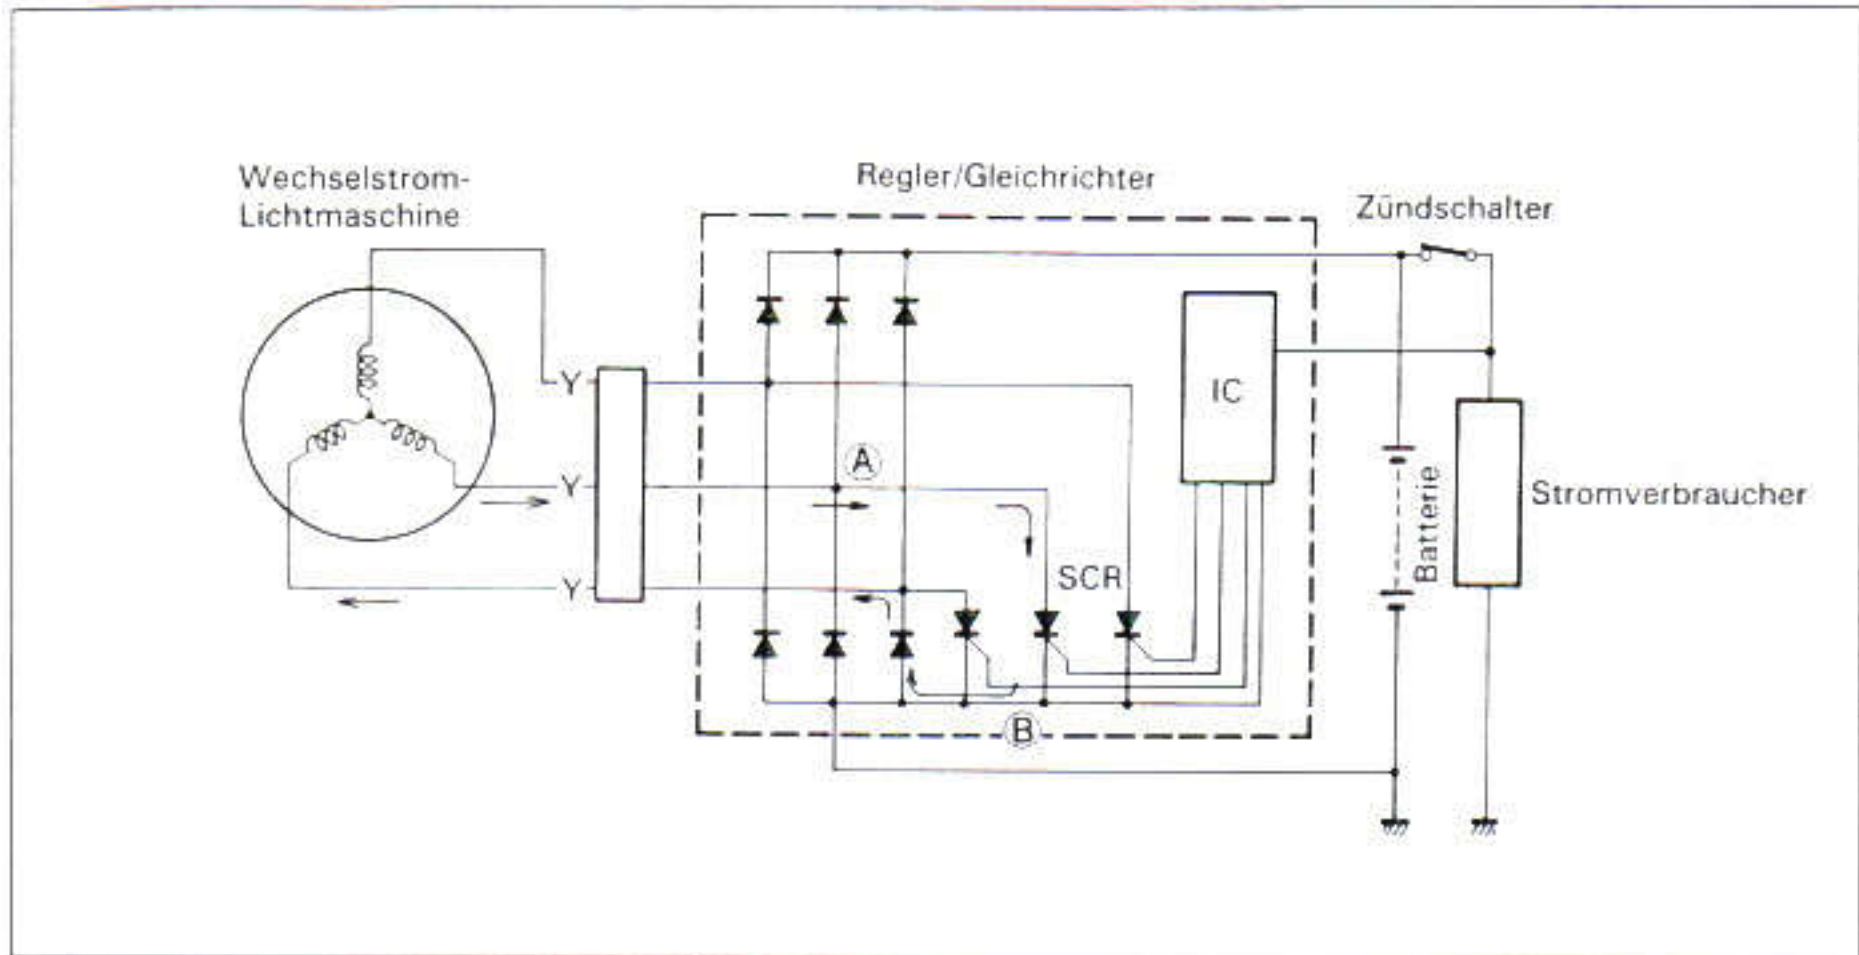 Wechselstrom-
Lichtmaschine
Regler/Gleichrichter
Zündschalter
Y
IC
A
Y
Batterie
Stromverbraucher
SCR
Y
B